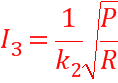 I₃ = 1/k₂ √(P/R)